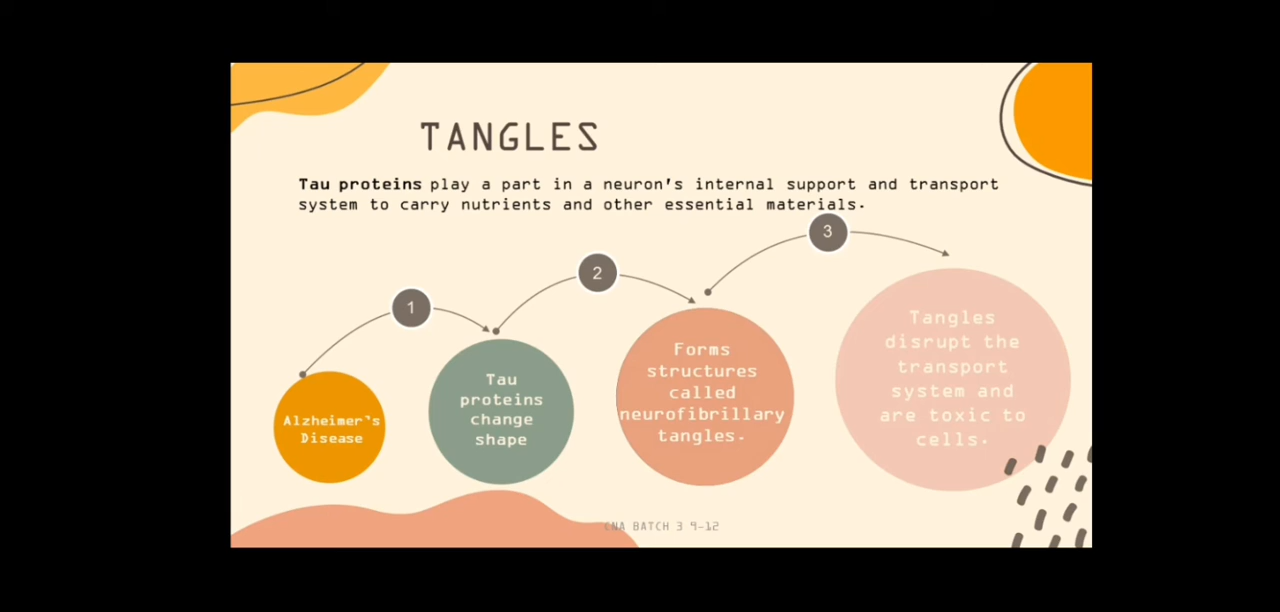 TANGLES
Tau proteins play a part in a neuron's internal support and transport
system to carry nutrients and other essential materials.
1
2
3
Alzheimer's
Disease
Tau
proteins
change
shape
Forms
structures
called
neurofibrillary
tangles.
Tangles
disrupt the
transport
system and
are toxic to
cells.
CNA BATCH 3 9-12